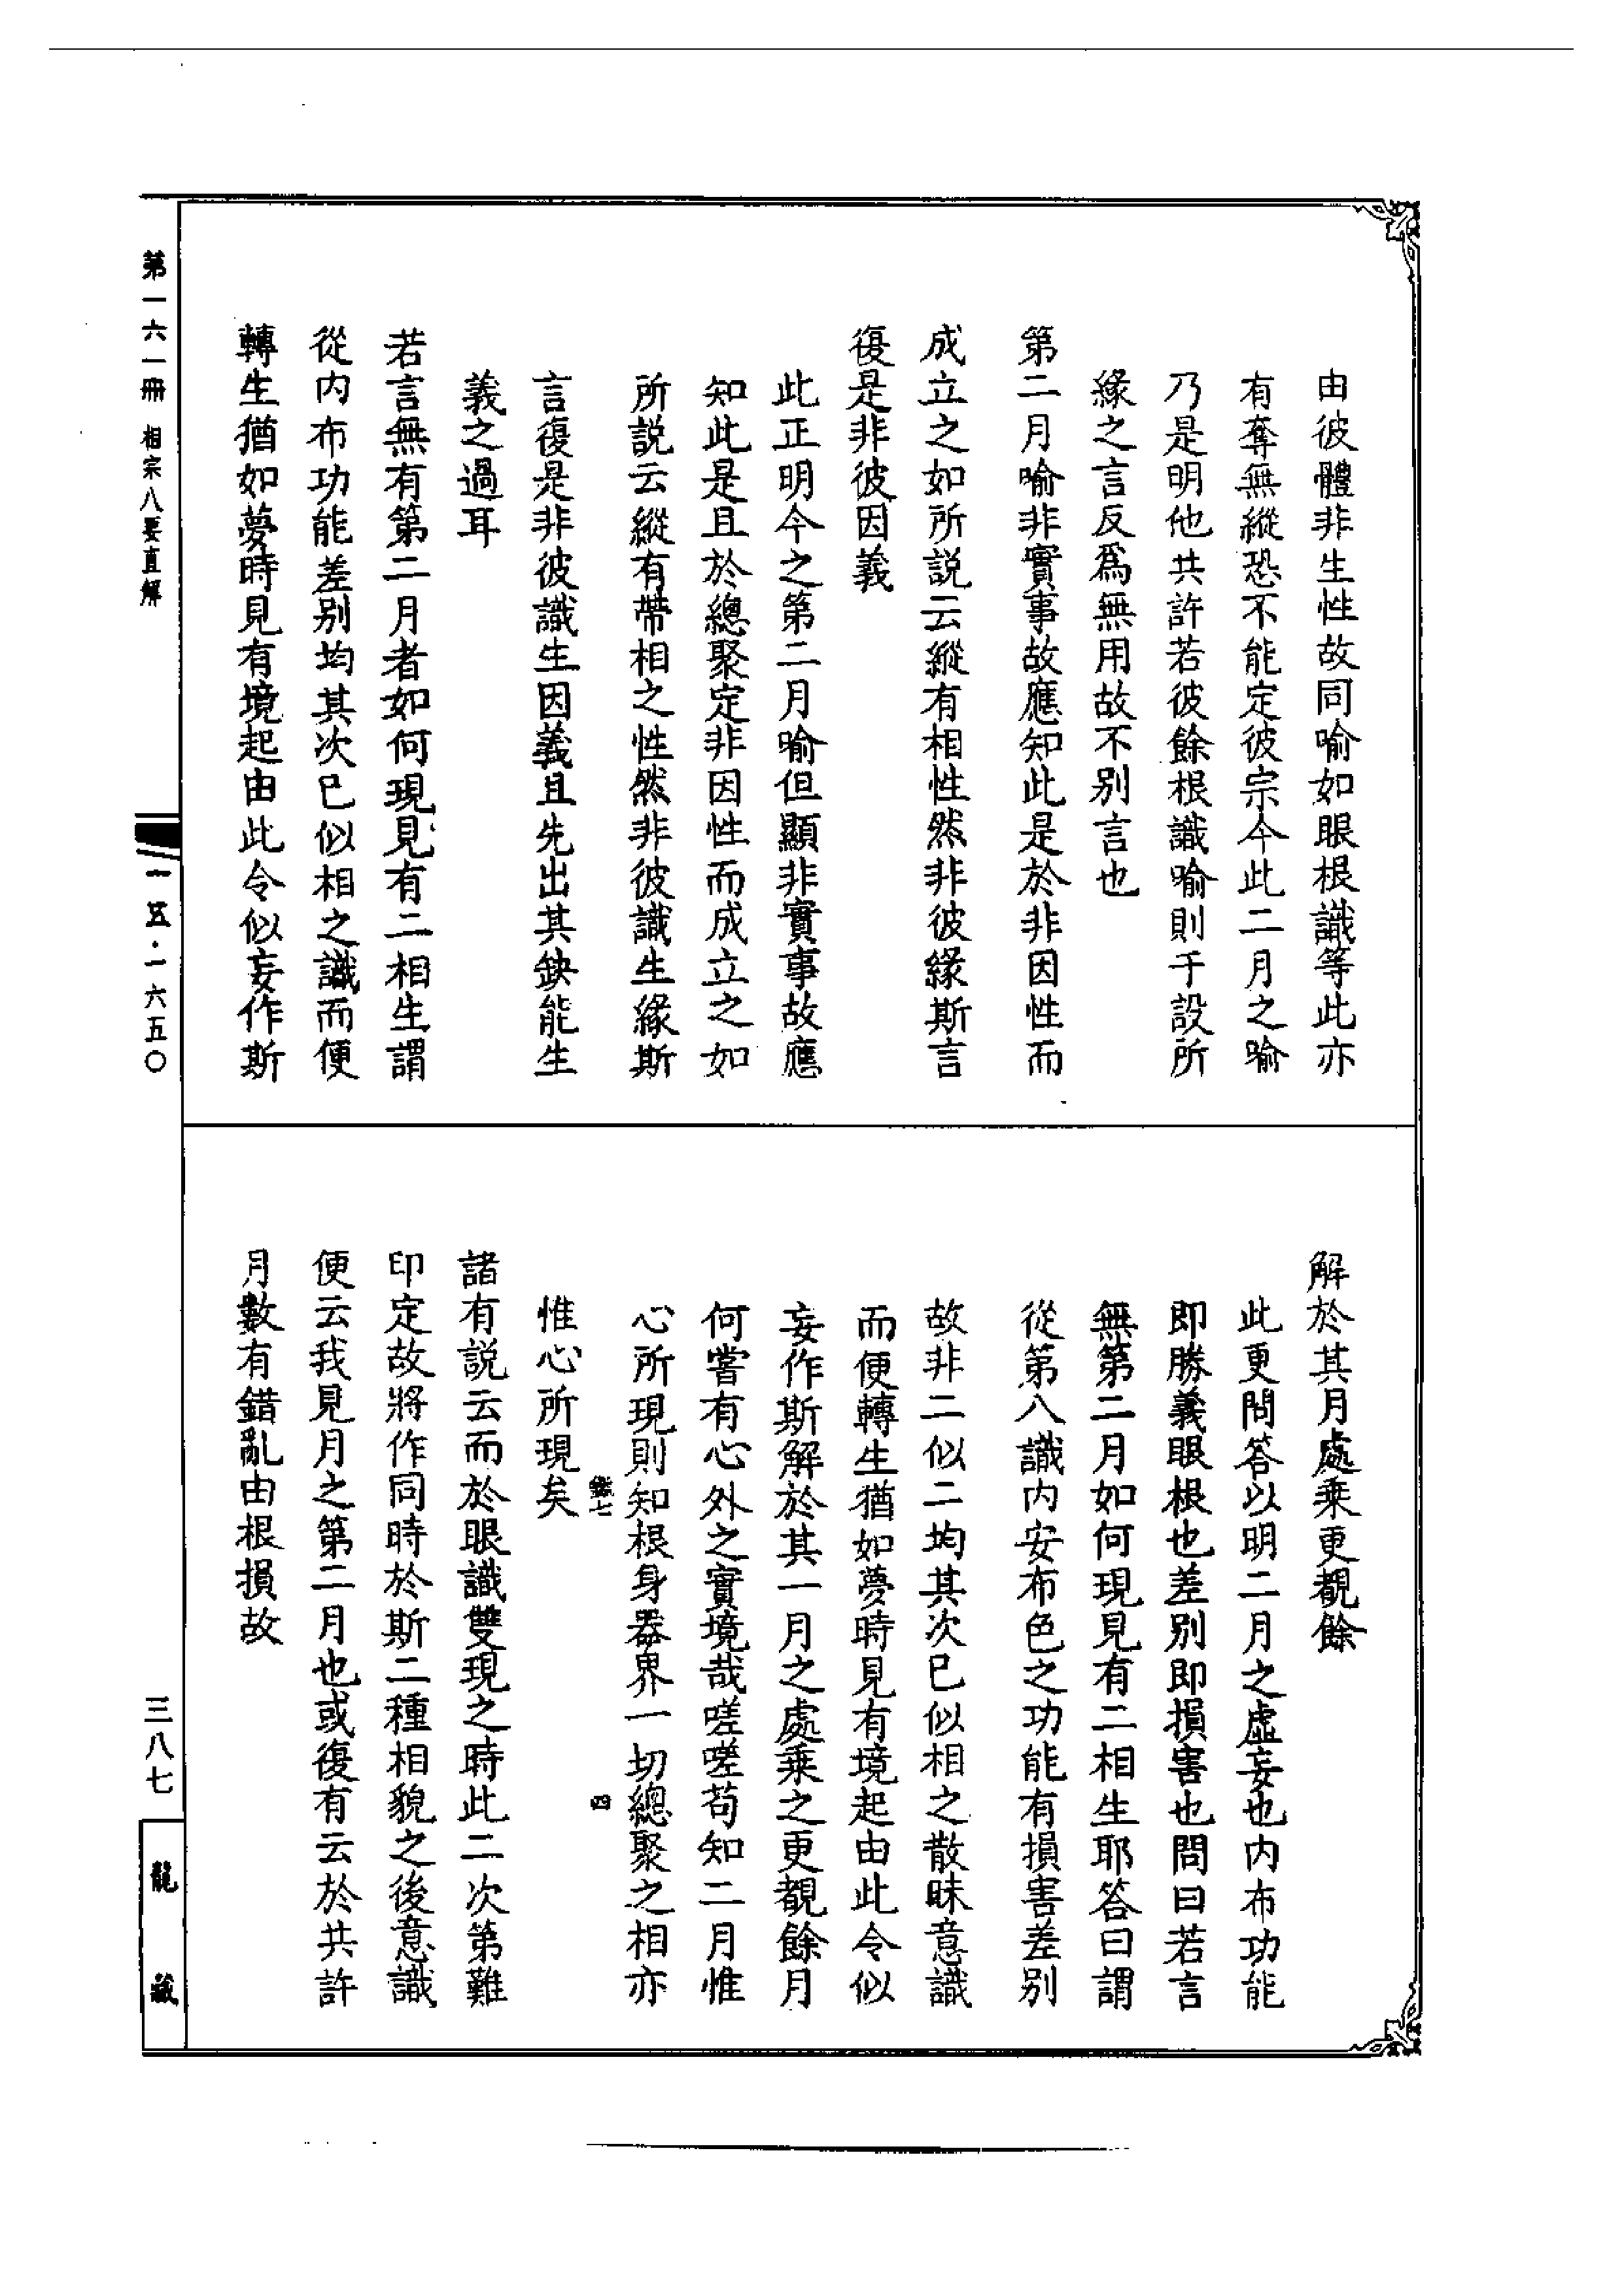 由彼體非生性故同喻如眼根識等此亦
有奪無縱恐不能定彼宗今此二月之喻
乃是明他共許若彼餘根識喻則于設所
緣之言反爲無用故不别言也
第二月喻非實事故應知此是於非因性而
成立之如所説云縱有相性然非彼緣斯言
復是非彼因義
此正明今之第二月喻但顯非實事故應
知此是且於總聚定非因性而成立之如
所説云縱有帶相之性然非彼識生緣斯
言復是非彼識生因義且先出其缺能生
義之過耳
若言無有第二月者如何現見有二相生謂
從内布功能差别均其次已似相之識而便
轉生猶如夢時見有境起由此令似妄作斯
解於其月處乘更覩餘
此更問答以明二月之虛妄也内布功能
即勝義眼根也差别即損害也問曰若言
無第二月如何現見有二相生耶答曰謂
從第八識内安布色之功能有損害差别
故非二似二均其次已似相之散昧意識
而便轉生猶如夢時見有境起由此令似
妄作斯解於其一月之處乘之更覩餘月
何嘗有心外之實境哉嗟嗟苟知二月惟
心所現則知根身器界一切總聚之相亦
四
惟心所現矣
諸有説云而於眼識雙現之時此二次第難
印定故將作同時於斯二種相貌之後意識
便云我見月之第二月也或復有云於共許
月數有錯亂由根損故
第一六一冊 相宗八要直解
一五·一六五〇
三八七
龍藏